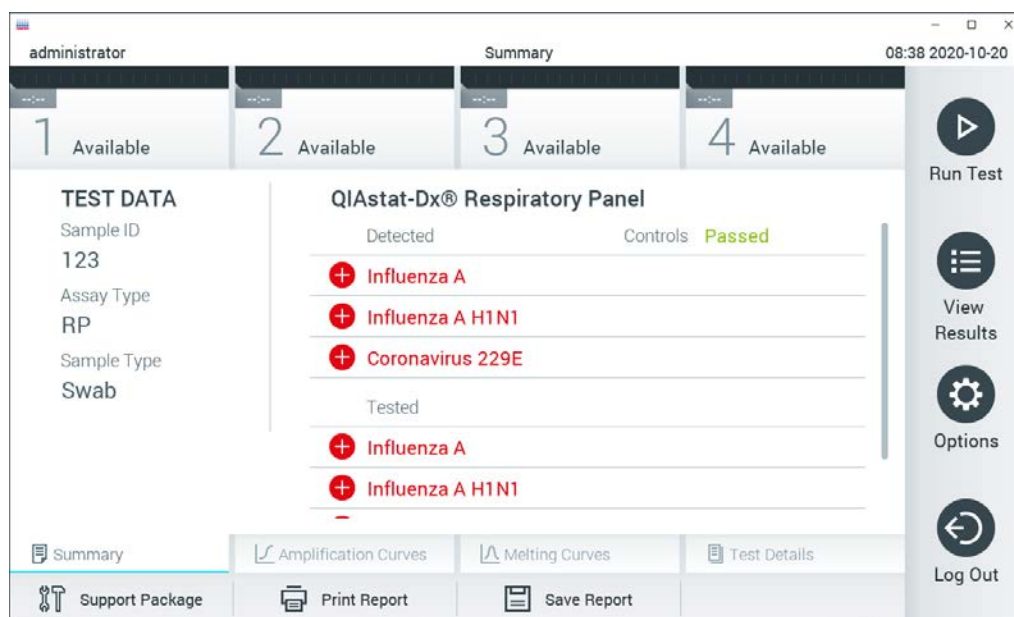 administrator Summary 08:38 2020-10-20
--:-- --:-- --:-- --:--
1 Available 2 Available 3 Available 4 Available
Run Test
TEST DATA
Sample ID
123
Assay Type
RP
Sample Type
Swab
QIAstat-Dx® Respiratory Panel
Detected Controls Passed
Influenza A
Influenza A H1N1
Coronavirus 229E
Tested
Influenza A
Influenza A H1N1
View
Results
Options
Log Out
Summary Amplification Curves Melting Curves Test Details
Support Package Print Report Save Report